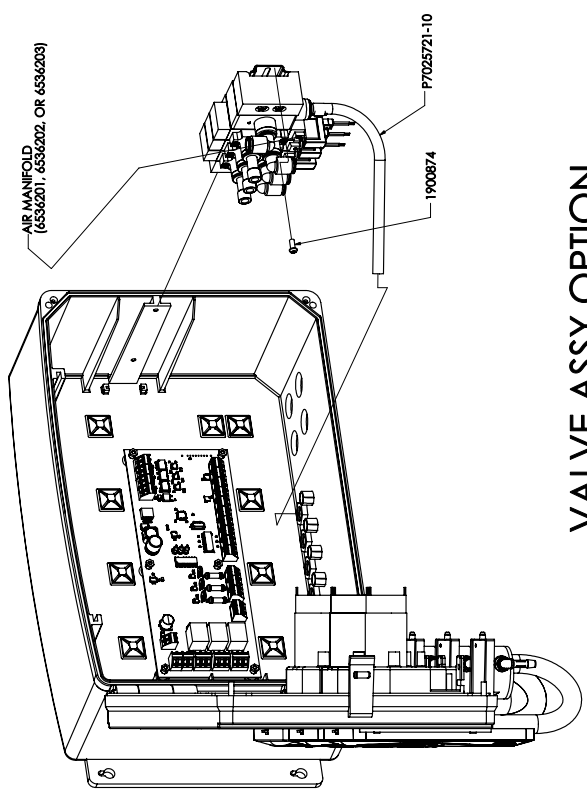 AIR MANIFOLD
(6536201, 6536202, OR 6536203)
P7025721-10
1900874
VALVE ASSY OPTION